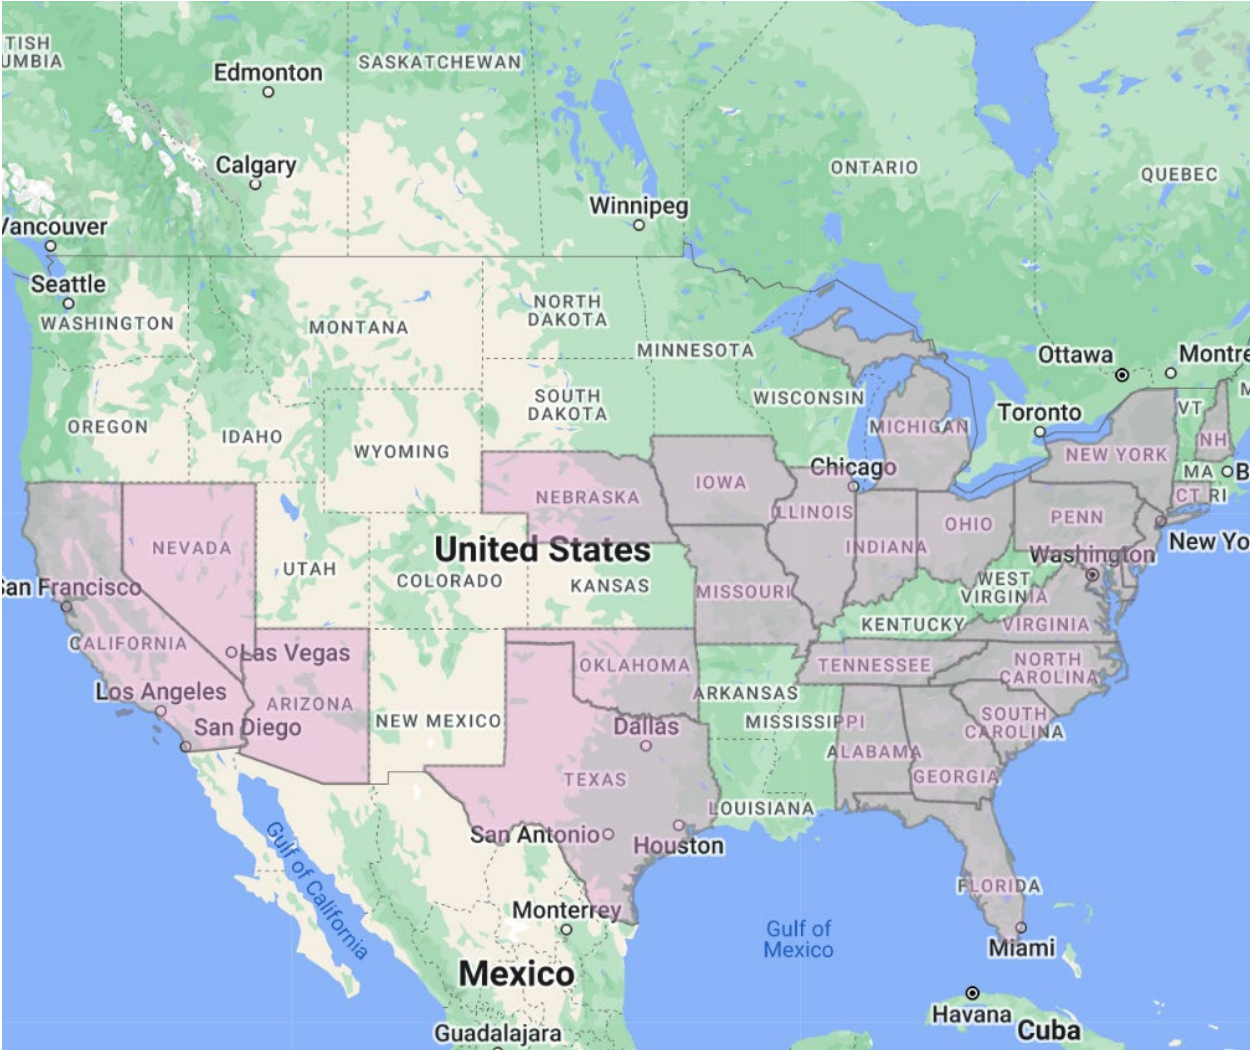 TISH
UMBIA
Edmonton
SASKATCHEWAN
Calgary
ONTARIO
QUEBEC
Winnipeg
Vancouver
Seattle
WASHINGTON
MONTANA
NORTH
DAKOTA
MINNESOTA
Ottawa
Montre
SOUTH
DAKOTA
WISCONSIN
Toronto
VT
M
OREGON
IDAHO
WYOMING
MICHIGAN
NEW YORK
NH
Chicago
MA
B
NEBRASKA
IOWA
ILLINOIS
CT
RI
NEVADA
United States
INDIANA
OHIO
PENN
New Yo
UTAH
COLORADO
KANSAS
MISSOURI
Washington
WEST
VIRGINIA
San Francisco
CALIFORNIA
KENTUCKY
VIRGINIA
Las Vegas
OKLAHOMA
TENNESSEE
NORTH
CAROLINA
Los Angeles
ARIZONA
NEW MEXICO
ARKANSAS
San Diego
Dallas
MISSISSIPPI
SOUTH
CAROLINA
TEXAS
ALABAMA
GEORGIA
LOUISIANA
San Antonio
Houston
Gulf of California
FLORIDA
Monterrey
Gulf of
Mexico
Miami
Mexico
Havana
Cuba
Guadalajara